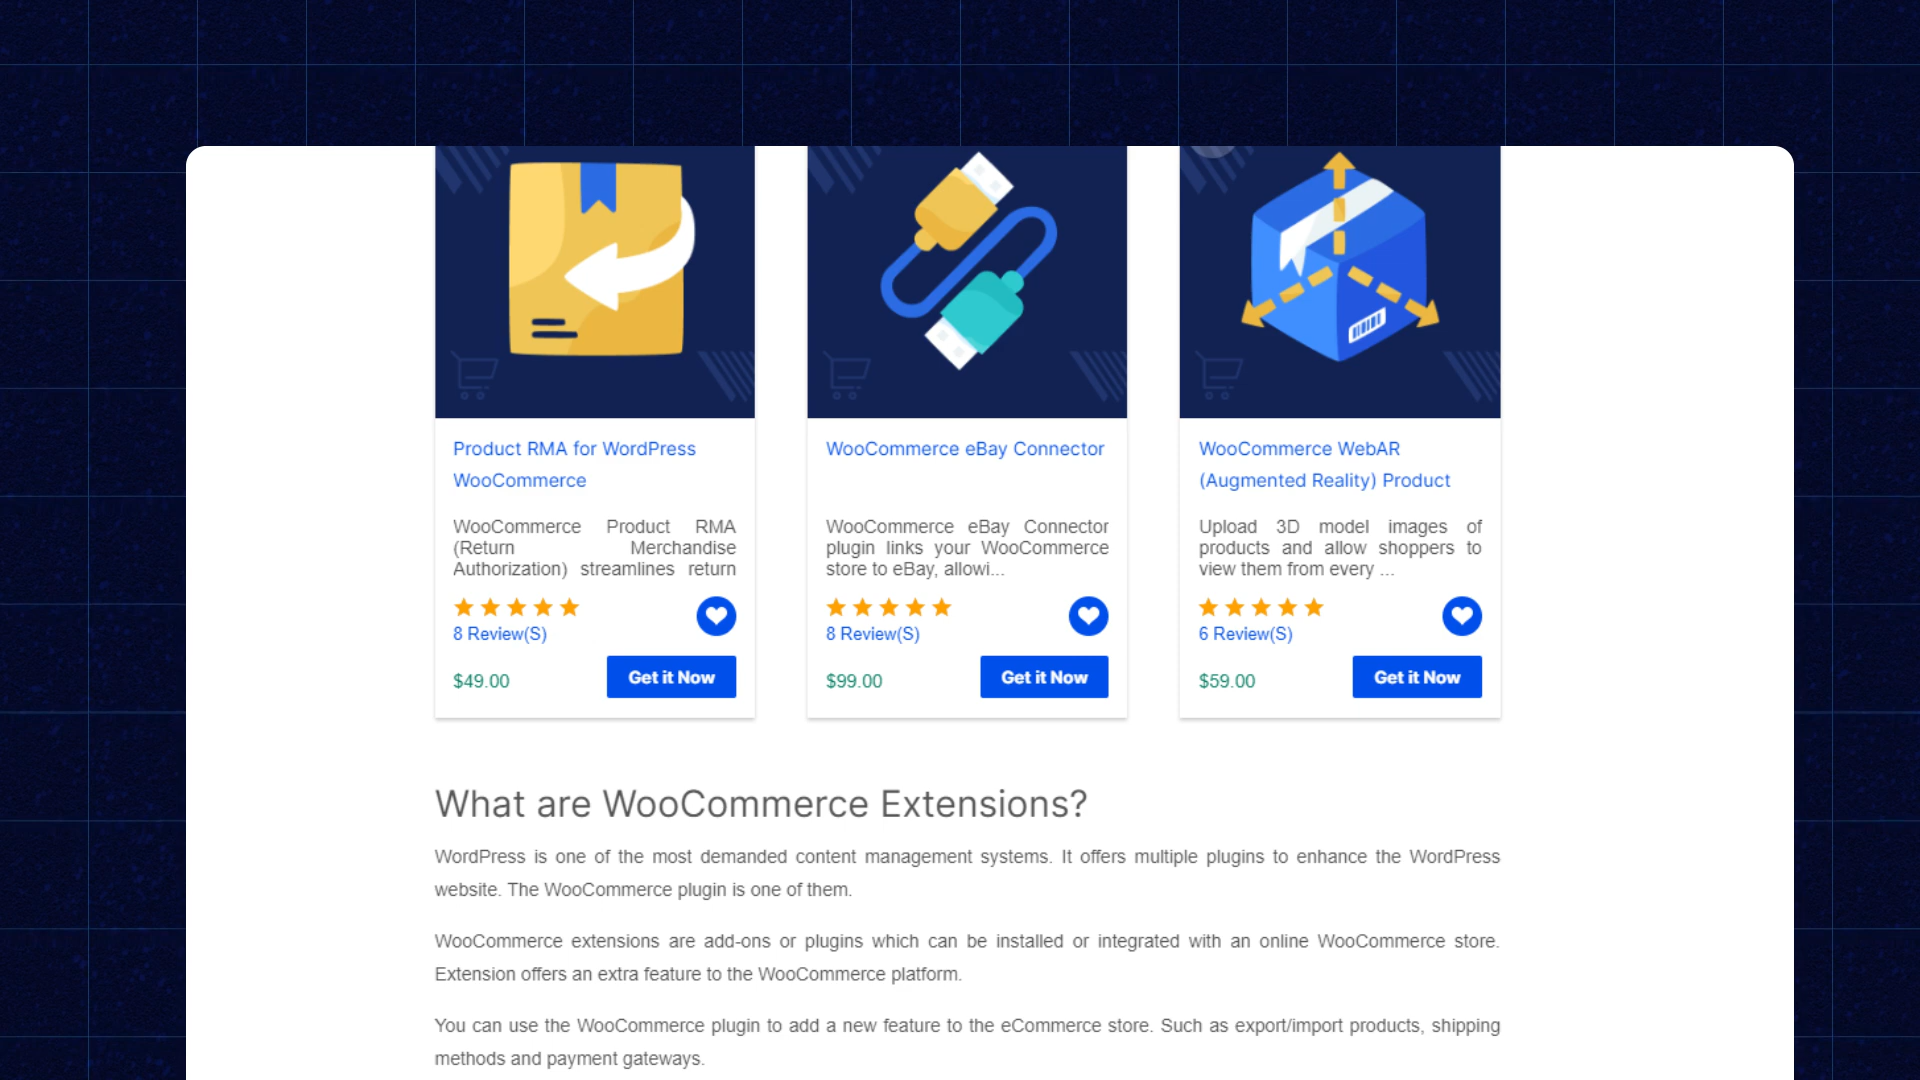 Product RMA for WordPress
WooCommerce
WooCommerce Product RMA
(Return Merchandise
Authorization) streamlines return
8 Review(S)
$49.00
Get it Now
WooCommerce eBay Connector
WooCommerce eBay Connector
plugin links your WooCommerce
store to eBay, allowi...
8 Review(S)
$99.00
Get it Now
WooCommerce WebAR
(Augmented Reality) Product
Upload 3D model images of
products and allow shoppers to
view them from every ...
6 Review(S)
$59.00
Get it Now
What are WooCommerce Extensions?
WordPress is one of the most demanded content management systems. It offers multiple plugins to enhance the WordPress
website. The WooCommerce plugin is one of them.
WooCommerce extensions are add-ons or plugins which can be installed or integrated with an online WooCommerce store.
Extension offers an extra feature to the WooCommerce platform.
You can use the WooCommerce plugin to add a new feature to the eCommerce store. Such as export/import products, shipping
methods and payment gateways.